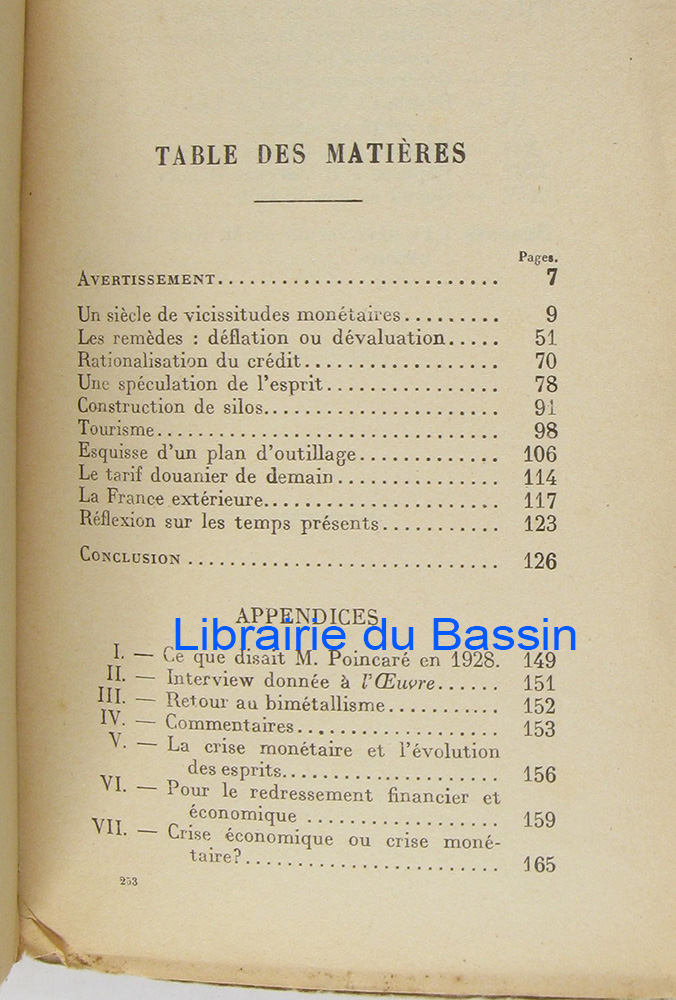 TABLE DES MATIÈRES
Pages.
AVERTISSEMENT........................... 7
Un siècle de vicissitudes monétaires......... 9
Les remèdes : déflation ou dévaluation..... 51
Rationalisation du crédit................... 70
Une spéculation de l'esprit................. 78
Construction de silos....................... 91
Tourisme.................................. 98
Esquisse d'un plan d'outillage............. 106
Le tarif douanier de demain................ 114
La France extérieure....................... 117
Réflexion sur les temps présents........... 123
CONCLUSION .............................. 126
APPENDICES
Librairie du Bassin
I. — Ce que disait M. Poincaré en 1928. 149
II. — Interview donnée à l'Œuvre...... 151
III. — Retour au bimétallisme........... 152
IV. — Commentaires.................... 153
V. — La crise monétaire et l'évolution
des esprits..................... 156
VI. — Pour le redressement financier et
économique ................... 159
VII. — Crise économique ou crise moné-
taire?......................... 165
253